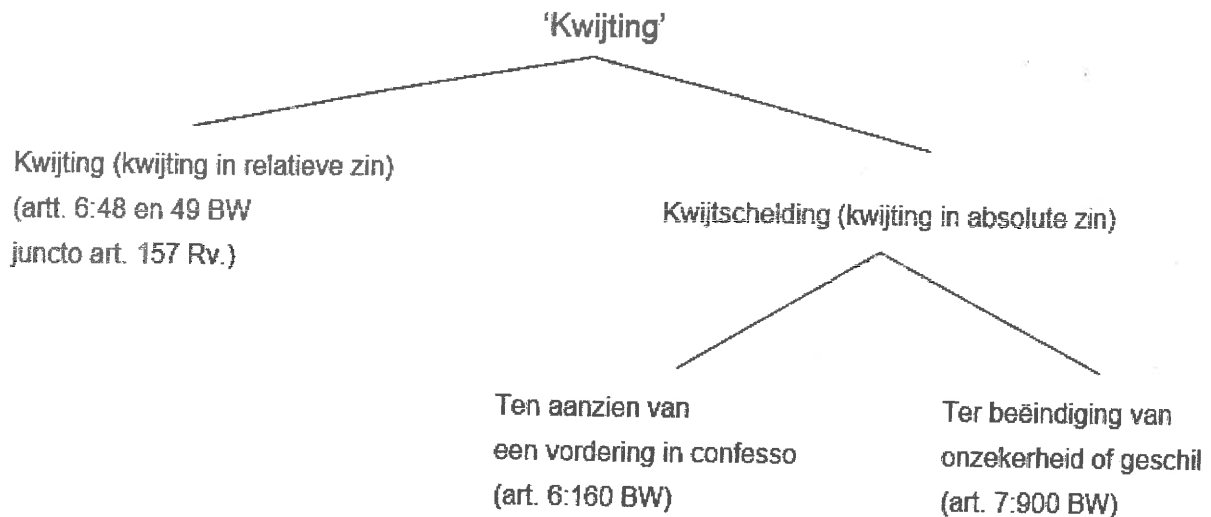 'Kwijting'
Kwijting (kwijting in relatieve zin)
(artt. 6:48 en 49 BW
juncto art. 157 Rv.)
Kwijtschelding (kwijting in absolute zin)
Ten aanzien van
een vordering in confesso
(art. 6:160 BW)
Ter beëindiging van
onzekerheid of geschil
(art. 7:900 BW)